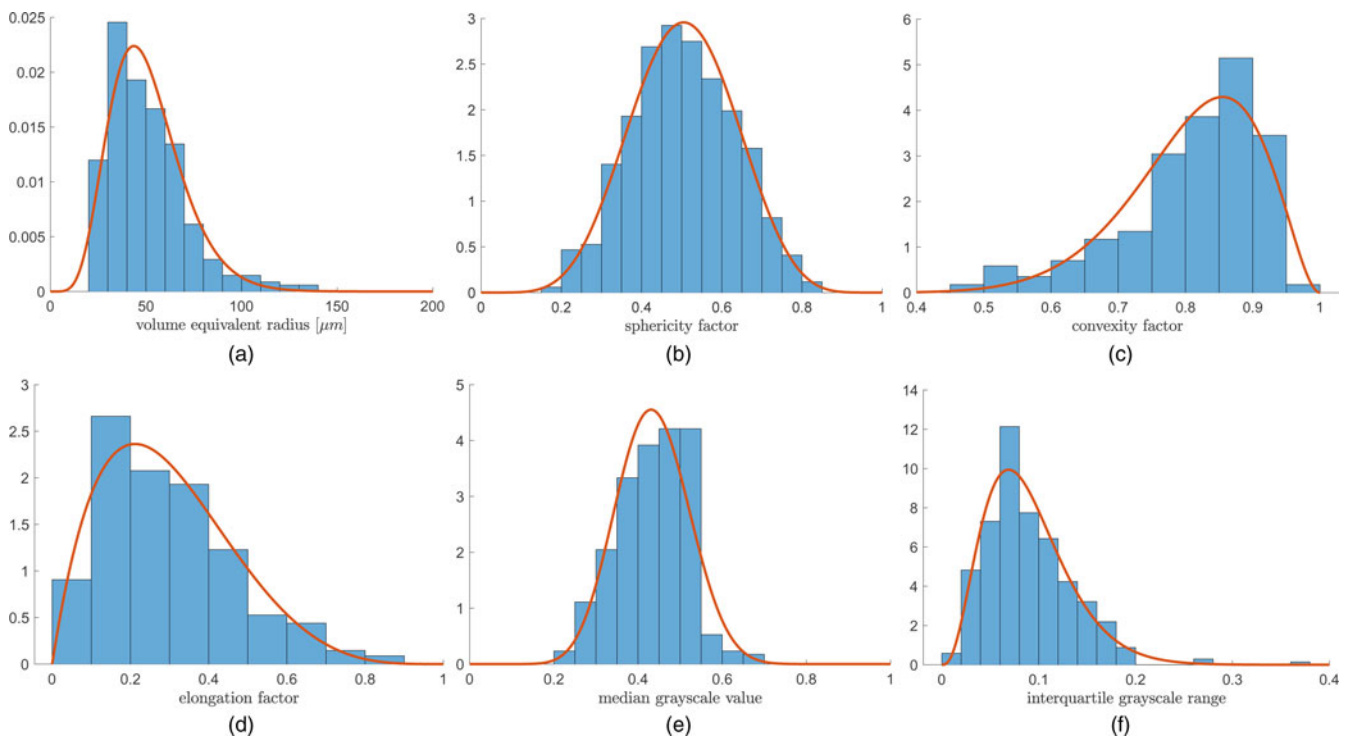 0.025
0.02
0.015
0.01
0.005
0
0 50 100 150 200
volume equivalent radius [μm]
(a)
3
2.5
2
1.5
1
0.5
0
0 0.2 0.4 0.6 0.8 1
sphericity factor
(b)
6
5
4
3
2
1
0
0.4 0.5 0.6 0.7 0.8 0.9 1
convexity factor
(c)
3
2.5
2
1.5
1
0.5
0
0 0.2 0.4 0.6 0.8 1
elongation factor
(d)
5
4
3
2
1
0
0 0.2 0.4 0.6 0.8 1
median grayscale value
(e)
14
12
10
8
6
4
2
0
0 0.1 0.2 0.3 0.4
interquartile grayscale range
(f)